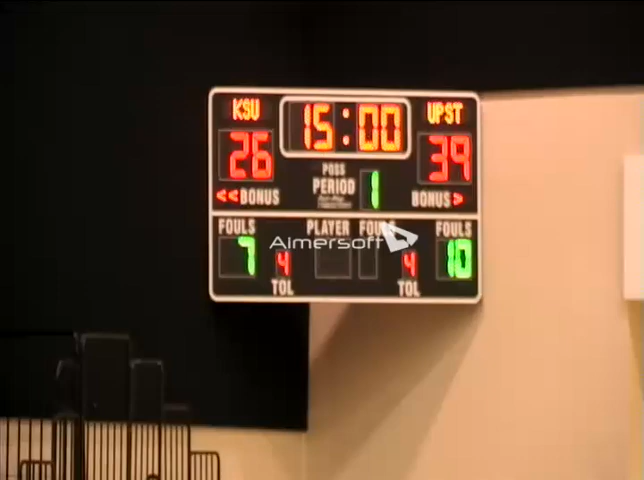 KSU 15:00 UPST
26 39
POSS
<<BONUS PERIOD 1 BONUS>
FOULS PLAYER FOULS FOULS
7 4 4 10
TOL TOL
Aimersoft